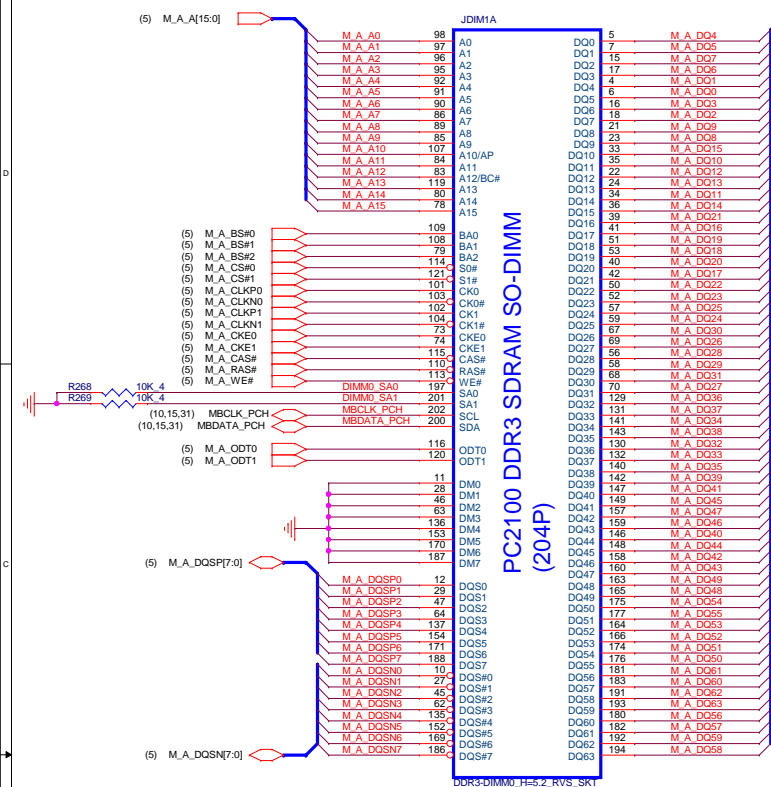 (5) M_A_A[15:0]
JDIM1A
M_A_A0 98 A0
M_A_A1 97 A1
M_A_A2 96 A2
M_A_A3 95 A3
M_A_A4 92 A4
M_A_A5 91 A5
M_A_A6 90 A6
M_A_A7 86 A7
M_A_A8 89 A8
M_A_A9 85 A9
M_A_A10 107 A10/AP
M_A_A11 84 A11
M_A_A12 83 A12/BC#
M_A_A13 119 A13
M_A_A14 80 A14
M_A_A15 78 A15
D
(5) M_A_BS#0 109 BA0
(5) M_A_BS#1 108 BA1
(5) M_A_BS#2 79 BA2
(5) M_A_CS#0 114 S0#
(5) M_A_CS#1 121 S1#
(5) M_A_CLKP0 101 CK0
(5) M_A_CLKN0 103 CK0#
(5) M_A_CLKP1 102 CK1
(5) M_A_CLKN1 104 CK1#
(5) M_A_CKE0 73 CKE0
(5) M_A_CKE1 74 CKE1
(5) M_A_CAS# 115 CAS#
(5) M_A_RAS# 110 RAS#
(5) M_A_WE# 113 WE#
R268 10K_4 DIMM0_SA0 197 SA0
R269 10K_4 DIMM0_SA1 201 SA1
(10,15,31) MBCLK_PCH MBCLK_PCH 202 SCL
(10,15,31) MBDATA_PCH MBDATA_PCH 200 SDA
(5) M_A_ODT0 116 ODT0
(5) M_A_ODT1 120 ODT1
11 DM0
28 DM1
46 DM2
63 DM3
136 DM4
153 DM5
170 DM6
187 DM7
C
(5) M_A_DQSP[7:0]
M_A_DQSP0 12 DQS0
M_A_DQSP1 29 DQS1
M_A_DQSP2 47 DQS2
M_A_DQSP3 64 DQS3
M_A_DQSP4 137 DQS4
M_A_DQSP5 154 DQS5
M_A_DQSP6 171 DQS6
M_A_DQSP7 188 DQS7
M_A_DQSN0 10 DQS#0
M_A_DQSN1 27 DQS#1
M_A_DQSN2 45 DQS#2
M_A_DQSN3 62 DQS#3
M_A_DQSN4 135 DQS#4
M_A_DQSN5 152 DQS#5
M_A_DQSN6 169 DQS#6
M_A_DQSN7 186 DQS#7
(5) M_A_DQSN[7:0]
PC2100 DDR3 SDRAM SO-DIMM
(204P)
DQ0 5 M_A_DQ4
DQ1 7 M_A_DQ5
DQ2 15 M_A_DQ7
DQ3 17 M_A_DQ6
DQ4 4 M_A_DQ1
DQ5 6 M_A_DQ0
DQ6 16 M_A_DQ3
DQ7 18 M_A_DQ2
DQ8 21 M_A_DQ9
DQ9 23 M_A_DQ8
DQ10 33 M_A_DQ15
DQ11 35 M_A_DQ10
DQ12 22 M_A_DQ12
DQ13 24 M_A_DQ13
DQ14 34 M_A_DQ11
DQ15 36 M_A_DQ14
DQ16 39 M_A_DQ21
DQ17 41 M_A_DQ16
DQ18 51 M_A_DQ19
DQ19 53 M_A_DQ18
DQ20 40 M_A_DQ20
DQ21 42 M_A_DQ17
DQ22 50 M_A_DQ22
DQ23 52 M_A_DQ23
DQ24 57 M_A_DQ25
DQ25 59 M_A_DQ24
DQ26 67 M_A_DQ30
DQ27 69 M_A_DQ26
DQ28 56 M_A_DQ28
DQ29 58 M_A_DQ29
DQ30 68 M_A_DQ31
DQ31 70 M_A_DQ27
DQ32 129 M_A_DQ36
DQ33 131 M_A_DQ37
DQ34 141 M_A_DQ34
DQ35 143 M_A_DQ38
DQ36 130 M_A_DQ32
DQ37 132 M_A_DQ33
DQ38 140 M_A_DQ35
DQ39 142 M_A_DQ39
DQ40 147 M_A_DQ41
DQ41 149 M_A_DQ45
DQ42 157 M_A_DQ47
DQ43 159 M_A_DQ46
DQ44 146 M_A_DQ40
DQ45 148 M_A_DQ44
DQ46 158 M_A_DQ42
DQ47 160 M_A_DQ43
DQ48 163 M_A_DQ49
DQ49 165 M_A_DQ48
DQ50 175 M_A_DQ54
DQ51 177 M_A_DQ55
DQ52 164 M_A_DQ53
DQ53 166 M_A_DQ52
DQ54 174 M_A_DQ51
DQ55 176 M_A_DQ50
DQ56 181 M_A_DQ61
DQ57 183 M_A_DQ60
DQ58 191 M_A_DQ62
DQ59 193 M_A_DQ63
DQ60 180 M_A_DQ56
DQ61 182 M_A_DQ57
DQ62 192 M_A_DQ59
DQ63 194 M_A_DQ58
DDR3-DIMM0_H=5.2_RVS_SKT